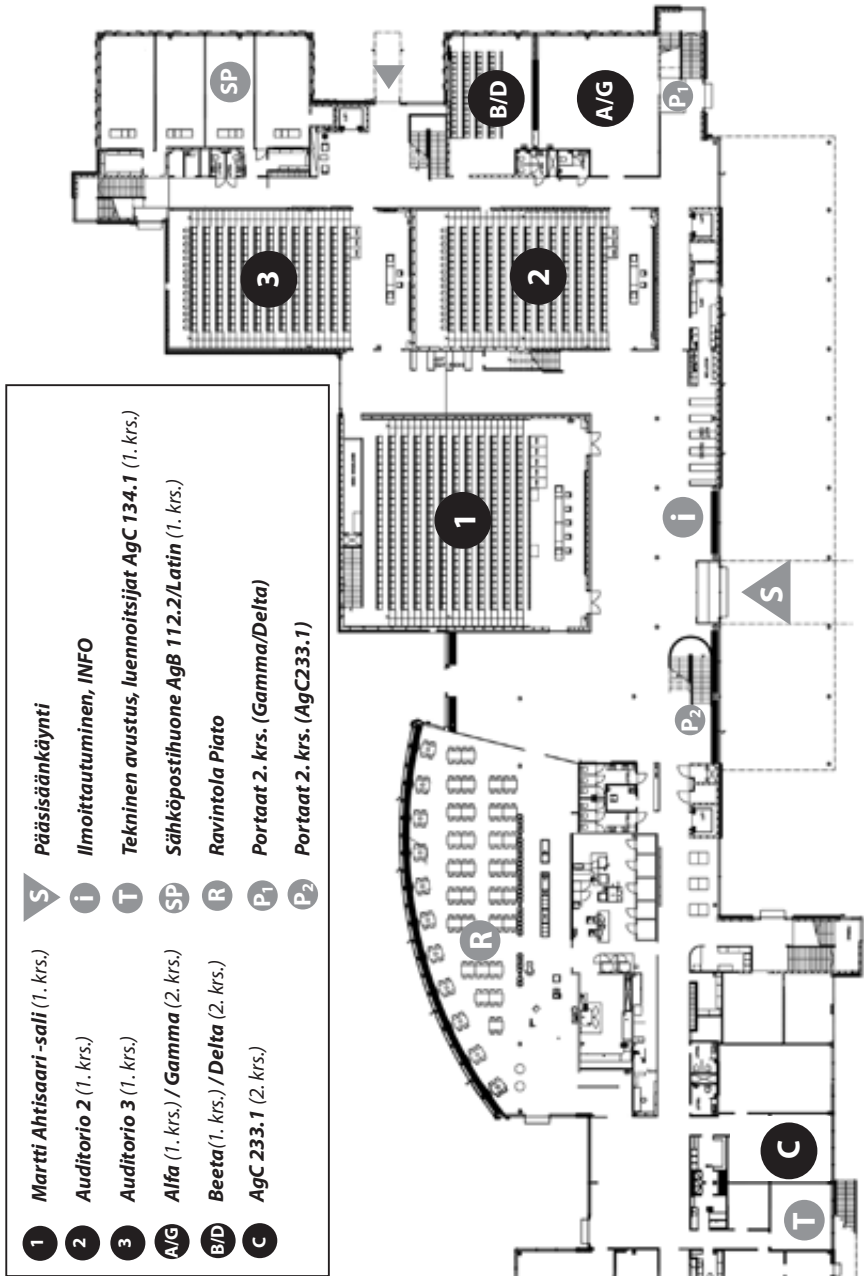 1 Martti Ahtisaari -sali (1. krs.)
2 Auditorio 2 (1. krs.)
3 Auditorio 3 (1. krs.)
A/G Alfa (1. krs.) / Gamma (2. krs.)
B/D Beeta(1. krs.) / Delta (2. krs.)
C AgC 233.1 (2. krs.)
S Pääsisäänkäynti
i Ilmoittautuminen, INFO
T Tekninen avustus, luennoitsijat AgC 134.1 (1. krs.)
SP Sähköpostihuone AgB 112.2/Latin (1. krs.)
R Ravintola Piato
P1 Portaat 2. krs. (Gamma/Delta)
P2 Portaat 2. krs. (AgC233.1)
SP
B/D
A/G
P1
3
2
1
i
S
P2
R
C
T